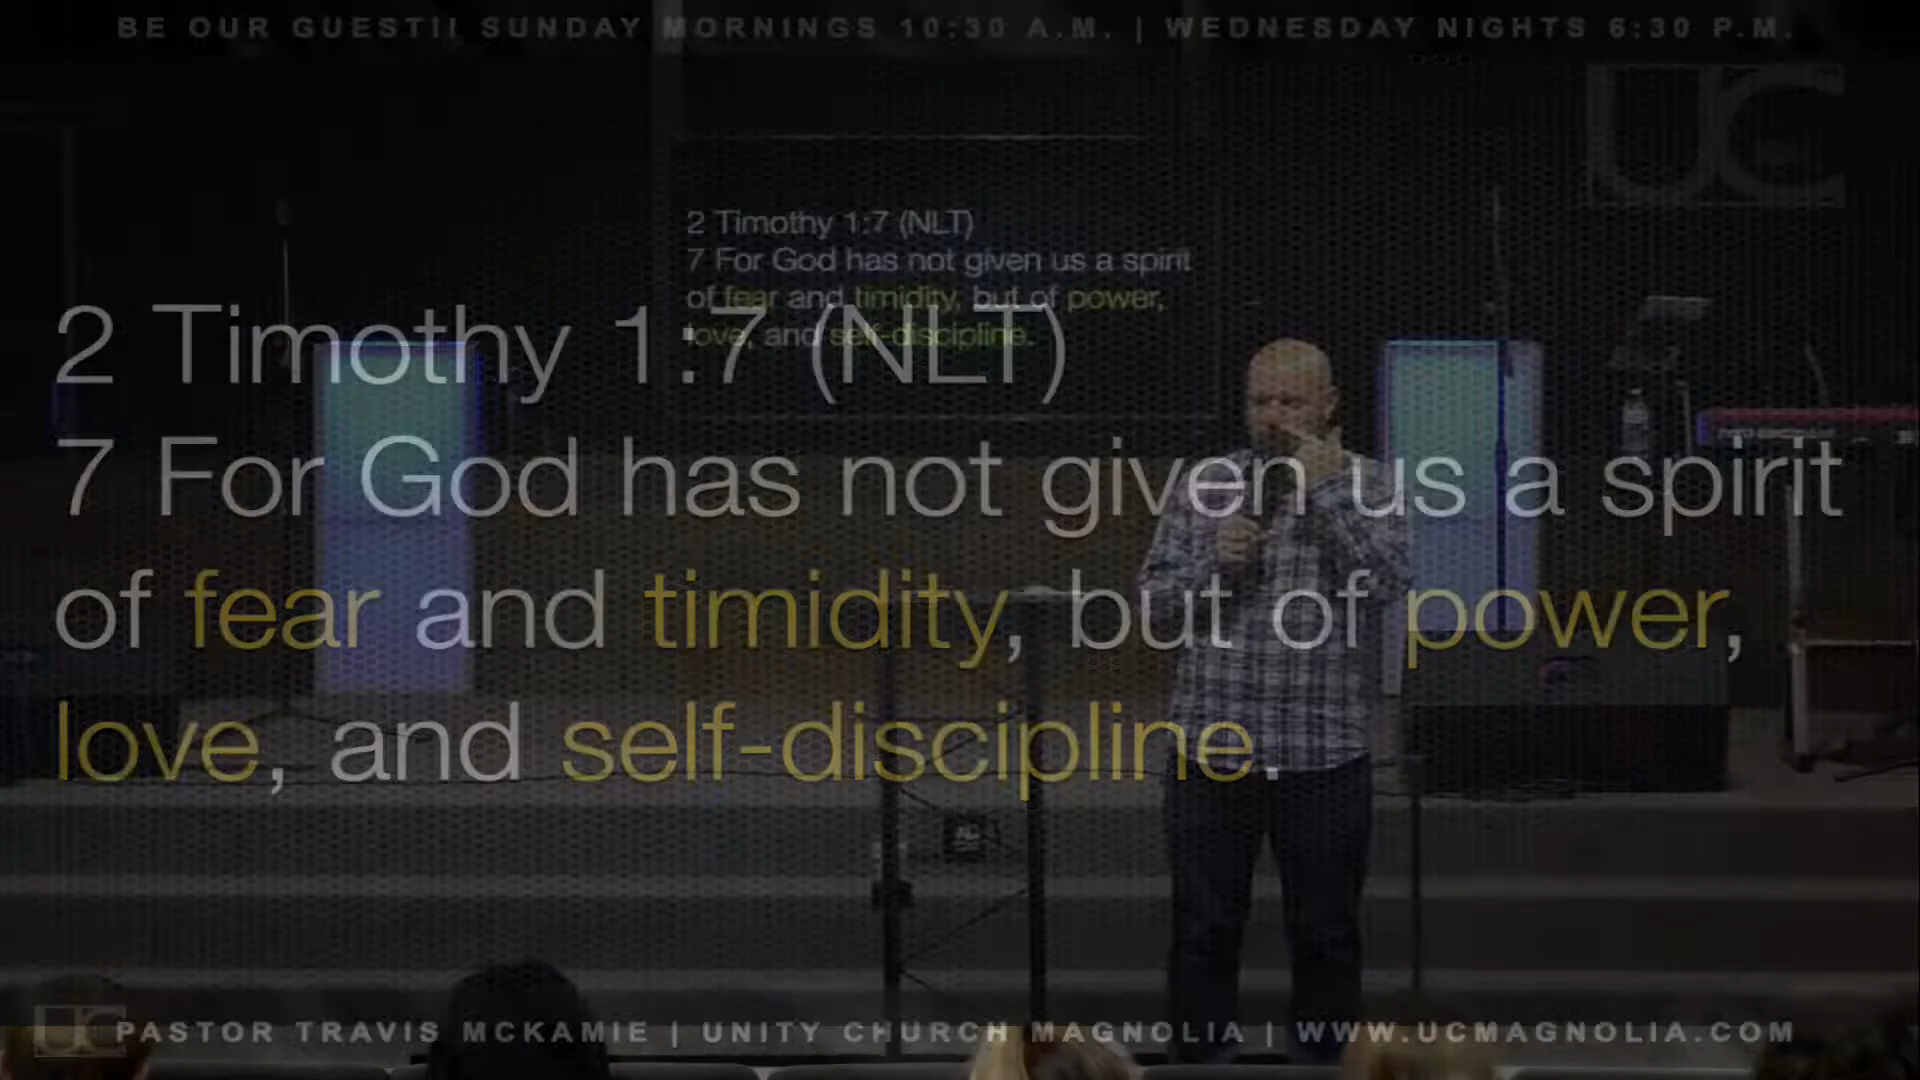 BE OUR GUEST!! SUNDAY MORNINGS 10:30 A.M. | WEDNESDAY NIGHTS 6:30 P.M.
UC
2 Timothy 1:7 (NLT)
7 For God has not given us a spirit
of fear and timidity, but of power,
love, and self-discipline.
2 Timothy 1:7 (NLT)
7 For God has not given us a spirit
of fear and timidity, but of power,
love, and self-discipline.
UC PASTOR TRAVIS MCKAMIE | UNITY CHURCH MAGNOLIA | WWW.UCMAGNOLIA.COM